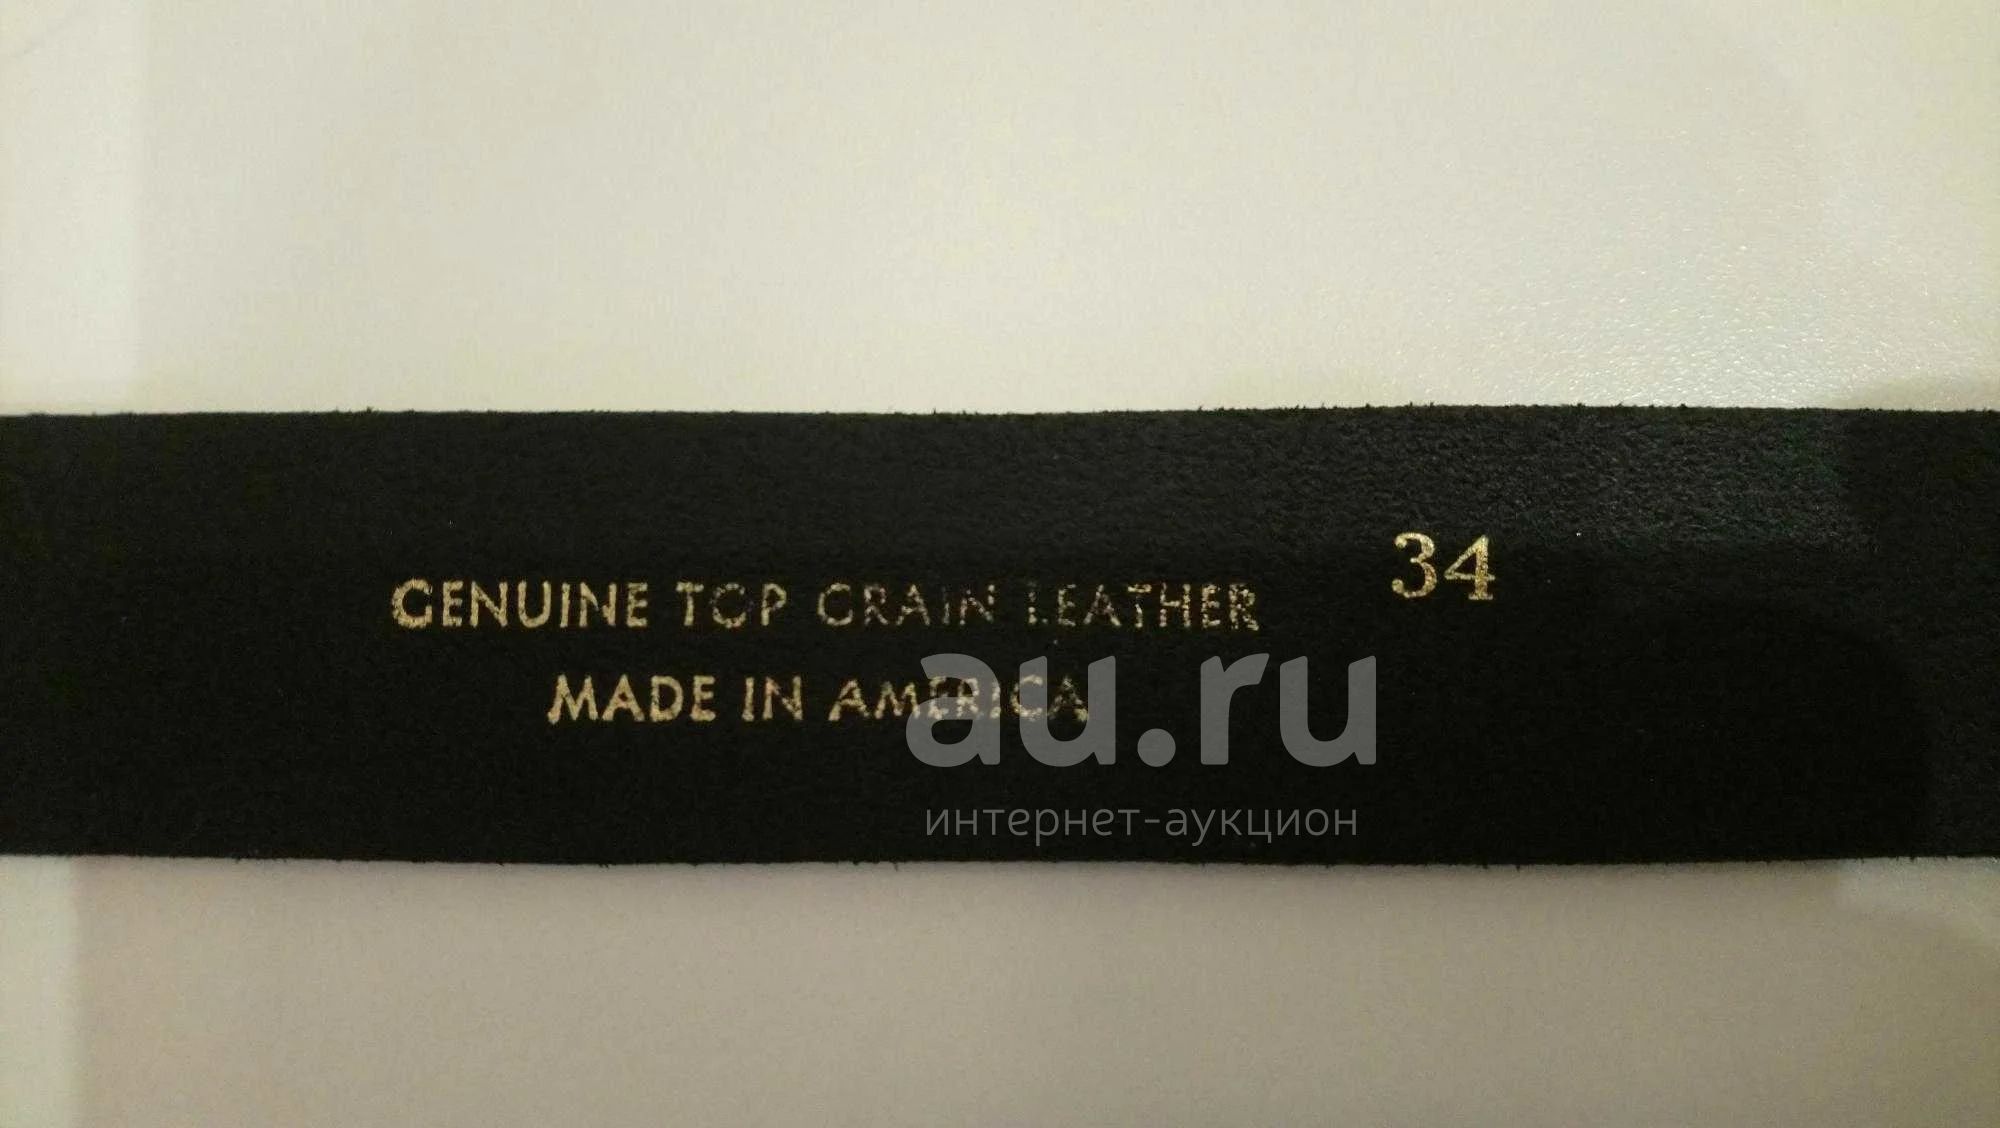 GENUINE TOP GRAIN LEATHER
34
MADE IN AMERICA
au.ru
интернет-аукцион